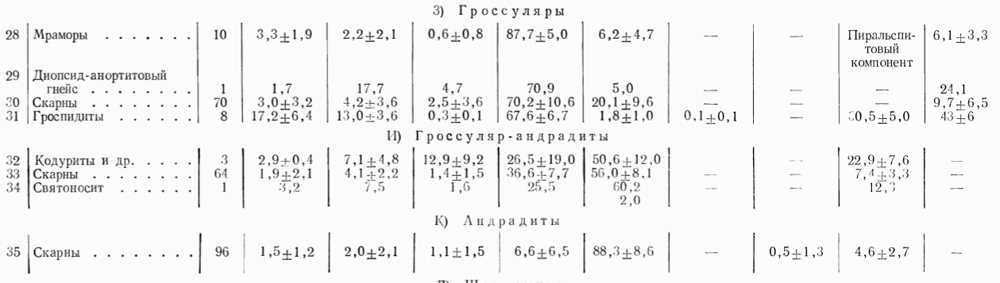 З) Гроссуляры
28 Мраморы . . . . . . . 10 3,3±1,9 2,2±2,1 0,6±0,8 87,7±5,0 6,2±4,7 — — Пиральспи- 6,1±3,3
товый
компонент
29 Диопсид-анортитовый
гнейс . . . . . . . . 1 1,7 17,7 4,7 70,9 5,0 — — — 24,1
30 Скарны . . . . . . . . 70 3,0±3,2 4,2±3,6 2,5±3,6 70,2±10,6 20,1±9,6 — — — 9,7±6,5
31 Гроспидиты . . . . . . 8 17,2±6,4 13,0±3,6 0,3±0,1 67,6±6,7 1,8±1,0 0,1±0,1 — 0,5±5,0 43±6
И) Гроссуляр-андрадиты
32 Кодуриты и др. . . . . 3 2,9±0,4 7,1±4,8 12,9±9,2 26,5±19,0 50,6±12,0 — 22,9±7,6 —
33 Скарны . . . . . . . . 64 1,9±2,1 4,1±2,2 1,4±1,5 36,6±7,7 56,0±8,1 — — 7,4±3,3 —
34 Святоносит . . . . . . 1 3,2 7,5 1,6 25,5 60,2 — — 12,3 —
2,0
К) Андрадиты
35 Скарны . . . . . . . . 96 1,5±1,2 2,0±2,1 1,1±1,5 6,6±6,5 88,3±8,6 — 0,5±1,3 4,6±2,7 —